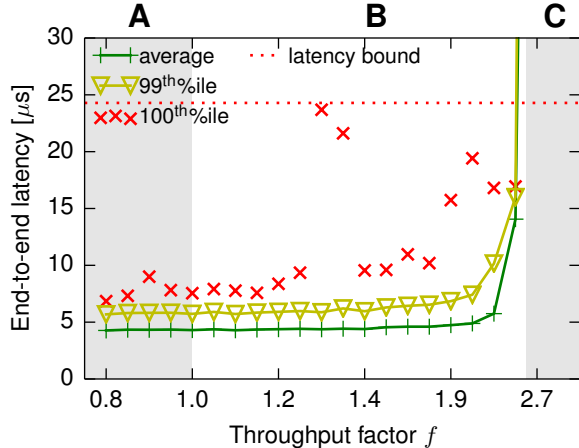 A B C
average
99th%ile
100th%ile
latency bound
End-to-end latency [μs]
30
25
20
15
10
5
0
0.8 1.0 1.2 1.4 1.9 2.7
Throughput factor f